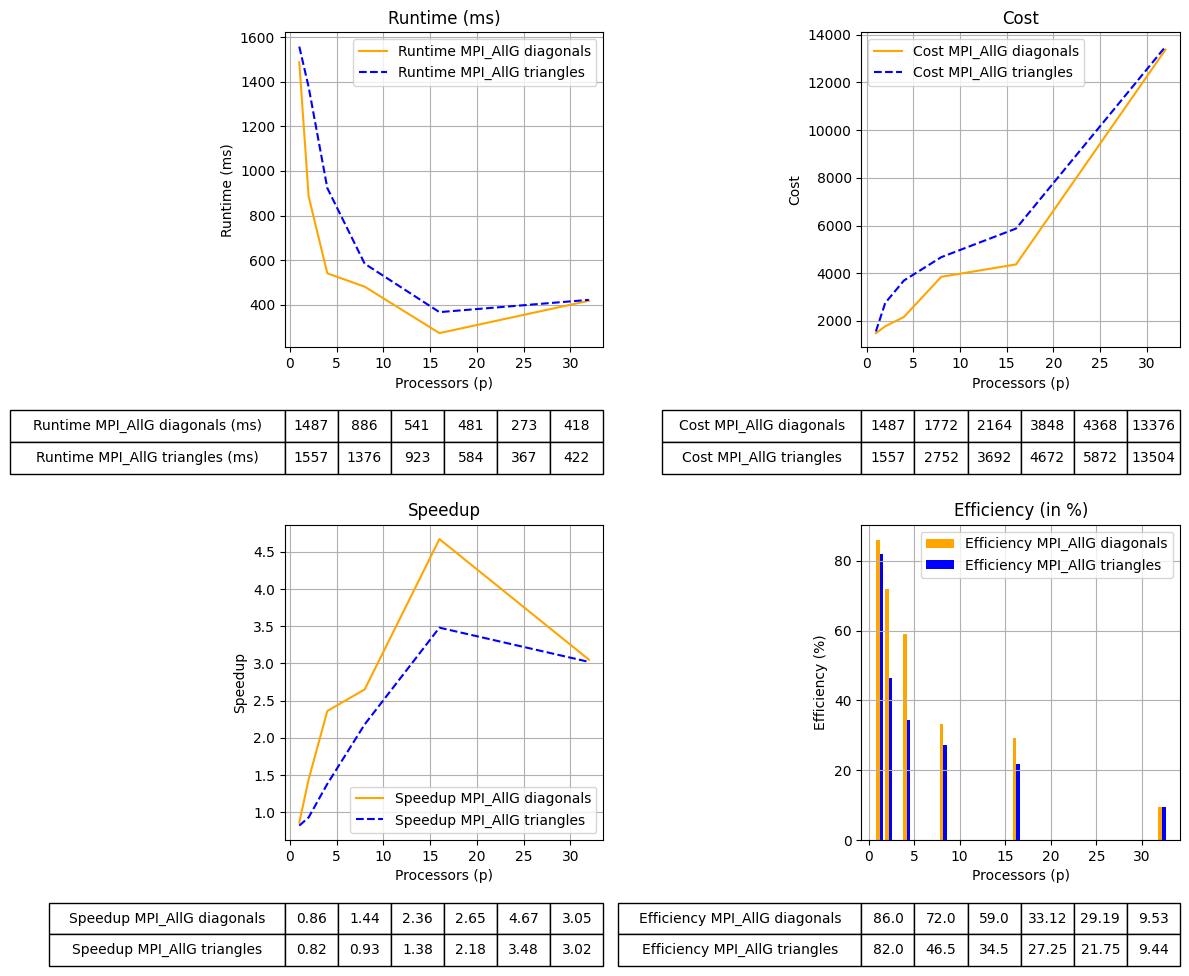 Runtime (ms)
1600
1400
1200
1000
800
600
400
Runtime (ms)
Runtime MPI_AllG diagonals
Runtime MPI_AllG triangles
0 5 10 15 20 25 30
Processors (p)
Runtime MPI_AllG diagonals (ms) 1487 886 541 481 273 418
Runtime MPI_AllG triangles (ms) 1557 1376 923 584 367 422
Cost
14000
12000
10000
8000
6000
4000
2000
Cost
Cost MPI_AllG diagonals
Cost MPI_AllG triangles
0 5 10 15 20 25 30
Processors (p)
Cost MPI_AllG diagonals 1487 1772 2164 3848 4368 13376
Cost MPI_AllG triangles 1557 2752 3692 4672 5872 13504
Speedup
4.5
4.0
3.5
3.0
2.5
2.0
1.5
1.0
Speedup
Speedup MPI_AllG diagonals
Speedup MPI_AllG triangles
0 5 10 15 20 25 30
Processors (p)
Speedup MPI_AllG diagonals 0.86 1.44 2.36 2.65 4.67 3.05
Speedup MPI_AllG triangles 0.82 0.93 1.38 2.18 3.48 3.02
Efficiency (in %)
80
60
40
20
0
Efficiency (%)
Efficiency MPI_AllG diagonals
Efficiency MPI_AllG triangles
0 5 10 15 20 25 30
Processors (p)
Efficiency MPI_AllG diagonals 86.0 72.0 59.0 33.12 29.19 9.53
Efficiency MPI_AllG triangles 82.0 46.5 34.5 27.25 21.75 9.44